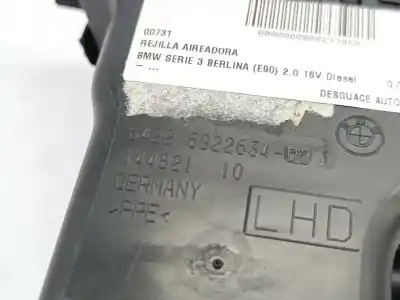 00731
REJILLA AIREADORA
BMW SERIE 3 BERLINA (E90) 2.0 16V Diesel
- ...
DESGUACE AUTO
6922634-
144821 10
GERMANY
>PPE<
LHD